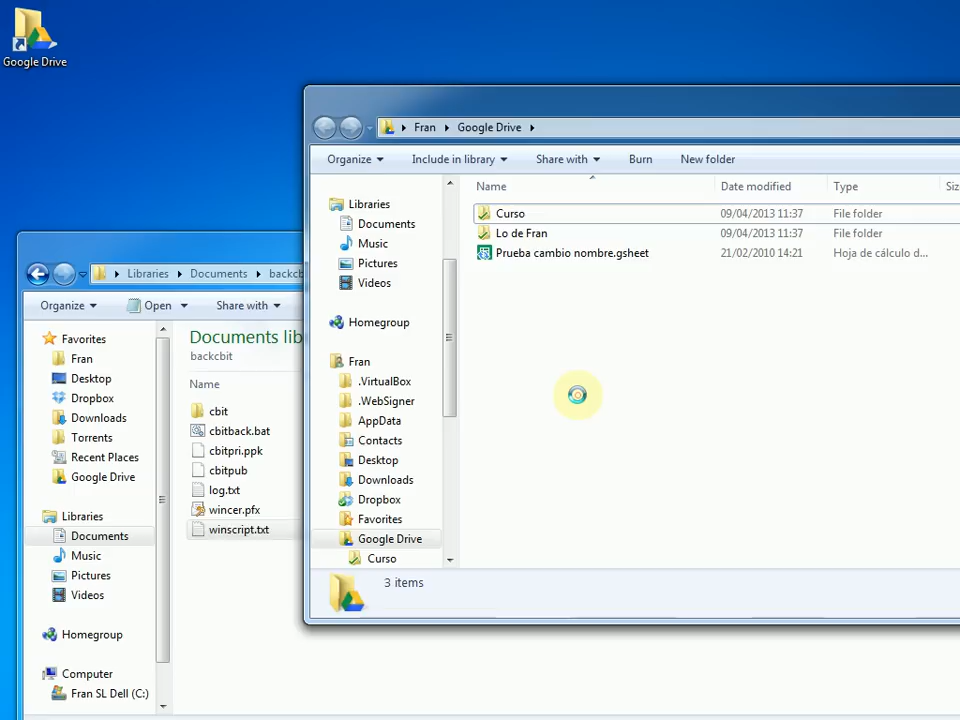 Google Drive
Fran Google Drive
Organize Include in library Share with Burn New folder
Name Date modified Type
Libraries
Documents
Music
Pictures
Videos
Homegroup
Fran
.VirtualBox
.WebSigner
AppData
Contacts
Desktop
Downloads
Dropbox
Favorites
Google Drive
Curso
Curso 09/04/2013 11:37 File folder
Lo de Fran 09/04/2013 11:37 File folder
Prueba cambio nombre.gsheet 21/02/2010 14:21 Hoja de cálculo d...
3 items
Libraries Documents
Organize Open Share with
Favorites
Fran
Desktop
Dropbox
Downloads
Torrents
Recent Places
Google Drive
Libraries
Documents
Music
Pictures
Videos
Homegroup
Computer
Fran SL Dell (C:)
Documents
backcbit
Name
cbit
cbitback.bat
cbitpri.ppk
cbitpub
log.txt
wincer.pfx
winscript.txt